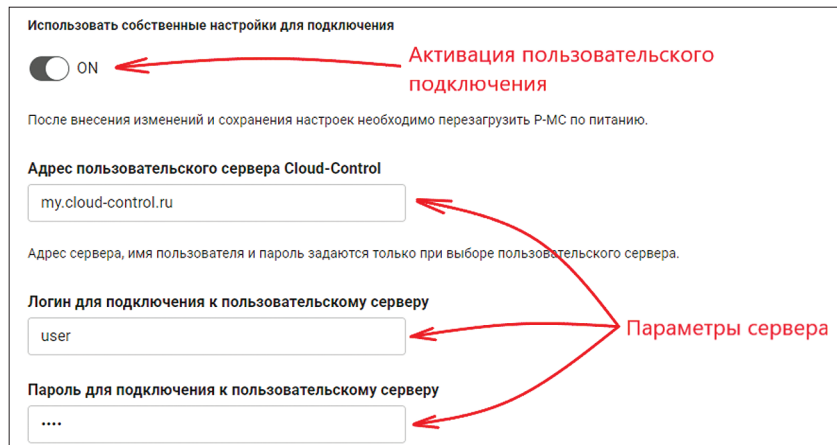 Использовать собственные настройки для подключения
ON
Активация пользовательского
подключения
После внесения изменений и сохранения настроек необходимо перезагрузить Р-МС по питанию.
Адрес пользовательского сервера Cloud-Control
my.cloud-control.ru
Адрес сервера, имя пользователя и пароль задаются только при выборе пользовательского сервера.
Логин для подключения к пользовательскому серверу
user
Параметры сервера
Пароль для подключения к пользовательскому серверу
••••